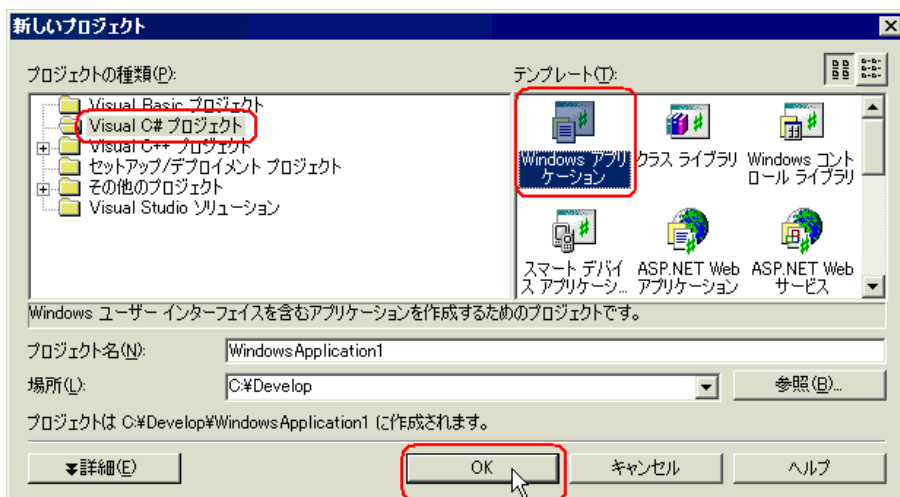 新しいプロジェクト
プロジェクトの種類(P):
テンプレート(T):
Visual Basic プロジェクト
Visual C# プロジェクト
Visual C++ プロジェクト
セットアップ/デプロイメント プロジェクト
その他のプロジェクト
Visual Studio ソリューション
Windows アプリ
ケーション
クラス ライブラリ
Windows コント
ロール ライブラリ
スマート デバイ
ス アプリケーシ...
ASP.NET Web
アプリケーション
ASP.NET Web
サービス
Windows ユーザー インターフェイスを含むアプリケーションを作成するためのプロジェクトです。
プロジェクト名(N):
WindowsApplication1
場所(L):
C:¥Develop
参照(B)...
プロジェクトは C:¥Develop¥WindowsApplication1 に作成されます。
詳細(E)
OK
キャンセル
ヘルプ